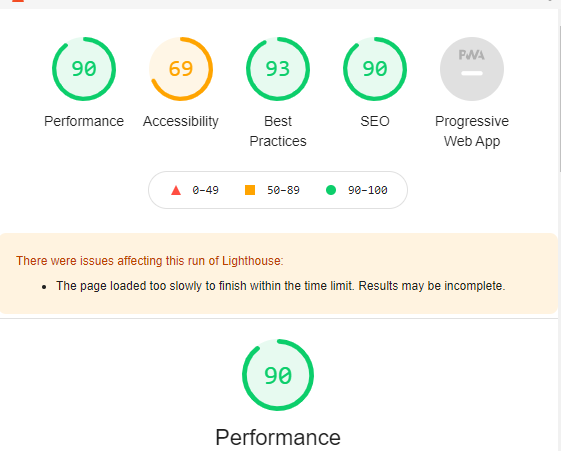 90 69 93 90 PWA
Performance Accessibility Best SEO Progressive
Practices Web App
0–49 50–89 90–100
There were issues affecting this run of Lighthouse:
• The page loaded too slowly to finish within the time limit. Results may be incomplete.
90
Performance